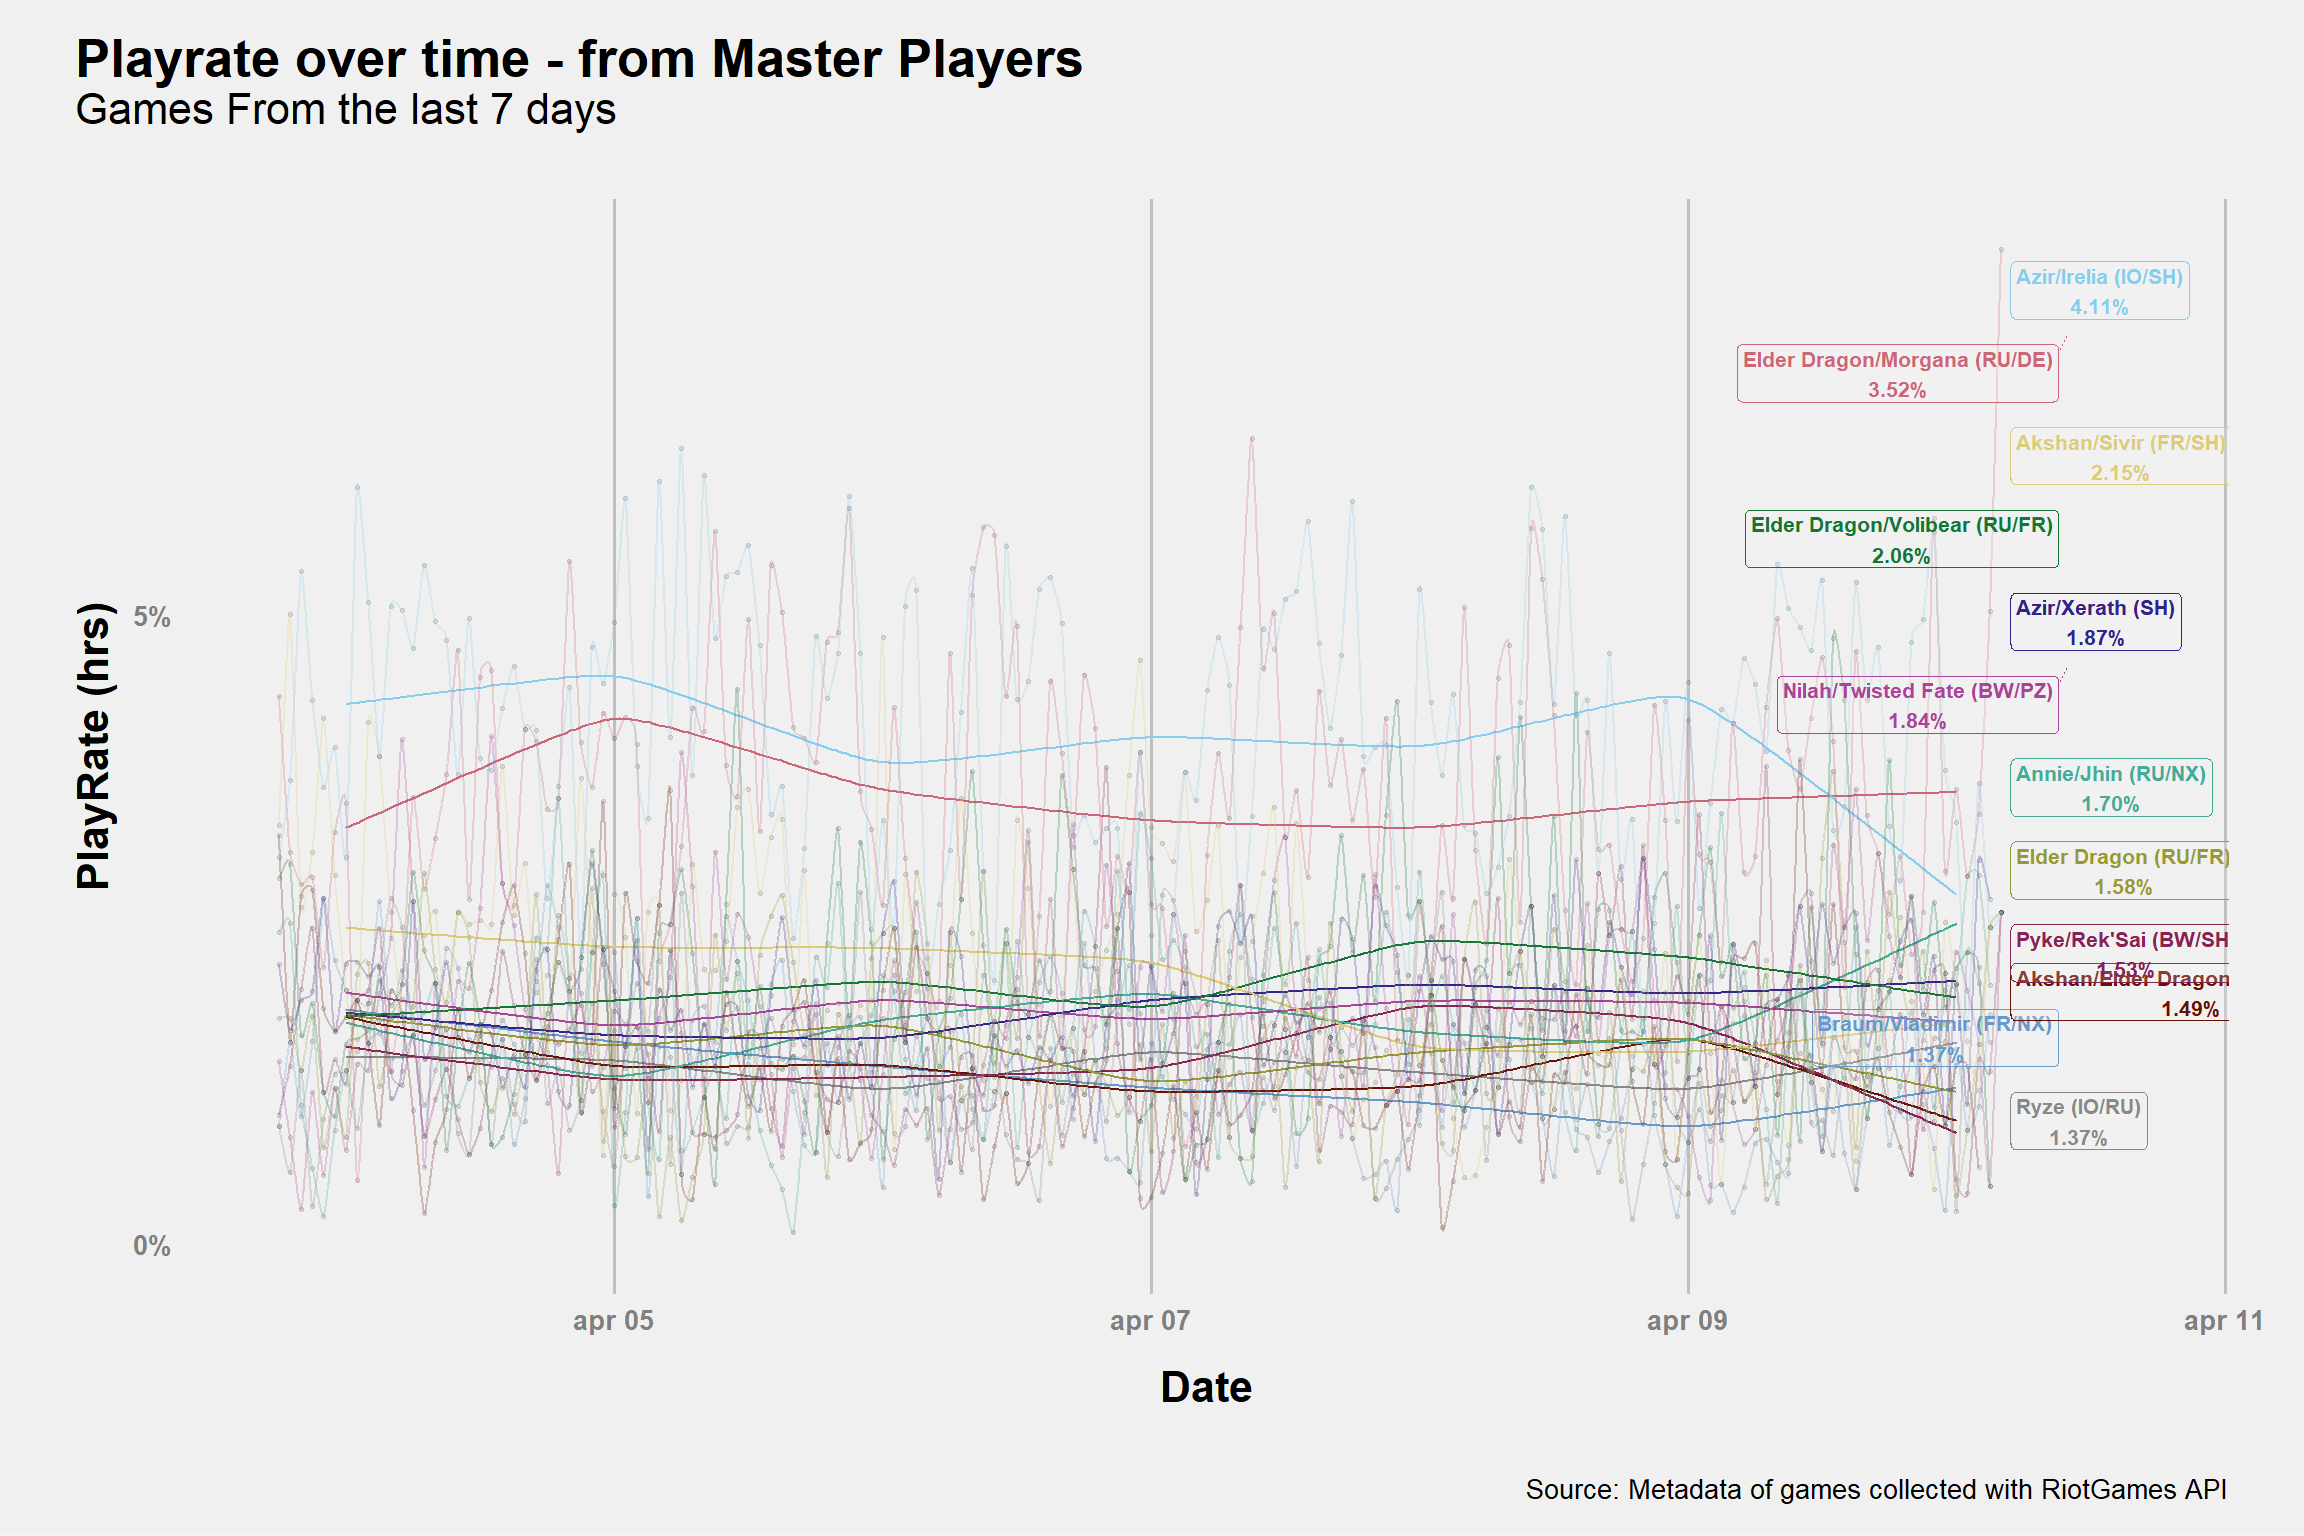 Playrate over time - from Master Players
Games From the last 7 days
PlayRate (hrs)
5%
0%
Azir/Irelia (IO/SH)
4.11%
Elder Dragon/Morgana (RU/DE)
3.52%
Akshan/Sivir (FR/SH)
2.15%
Elder Dragon/Volibear (RU/FR)
2.06%
Azir/Xerath (SH)
1.87%
Nilah/Twisted Fate (BW/PZ)
1.84%
Annie/Jhin (RU/NX)
1.70%
Elder Dragon (RU/FR)
1.58%
Pyke/Rek'Sai (BW/SH
1.53%
Akshan/Elder Dragon
1.49%
Braum/Vladimir (FR/NX)
1.37%
Ryze (IO/RU)
1.37%
apr 05
apr 07
apr 09
apr 11
Date
Source: Metadata of games collected with RiotGames API